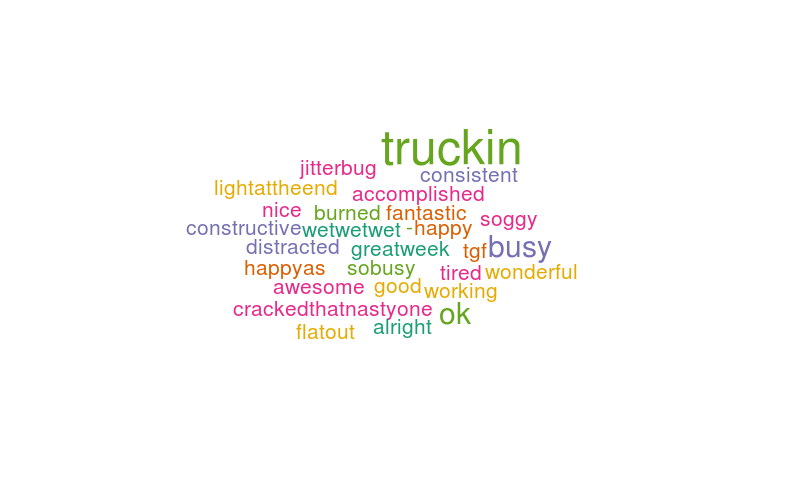 truckin
jitterbug
consistent
lightattheend
accomplished
nice
burned
fantastic
soggy
constructive
wetwetwet
-
happy
distracted
greatweek
tgf
busy
happyas
sobusy
tired
wonderful
awesome
good
working
crackedthatnastyone
ok
flatout
alright